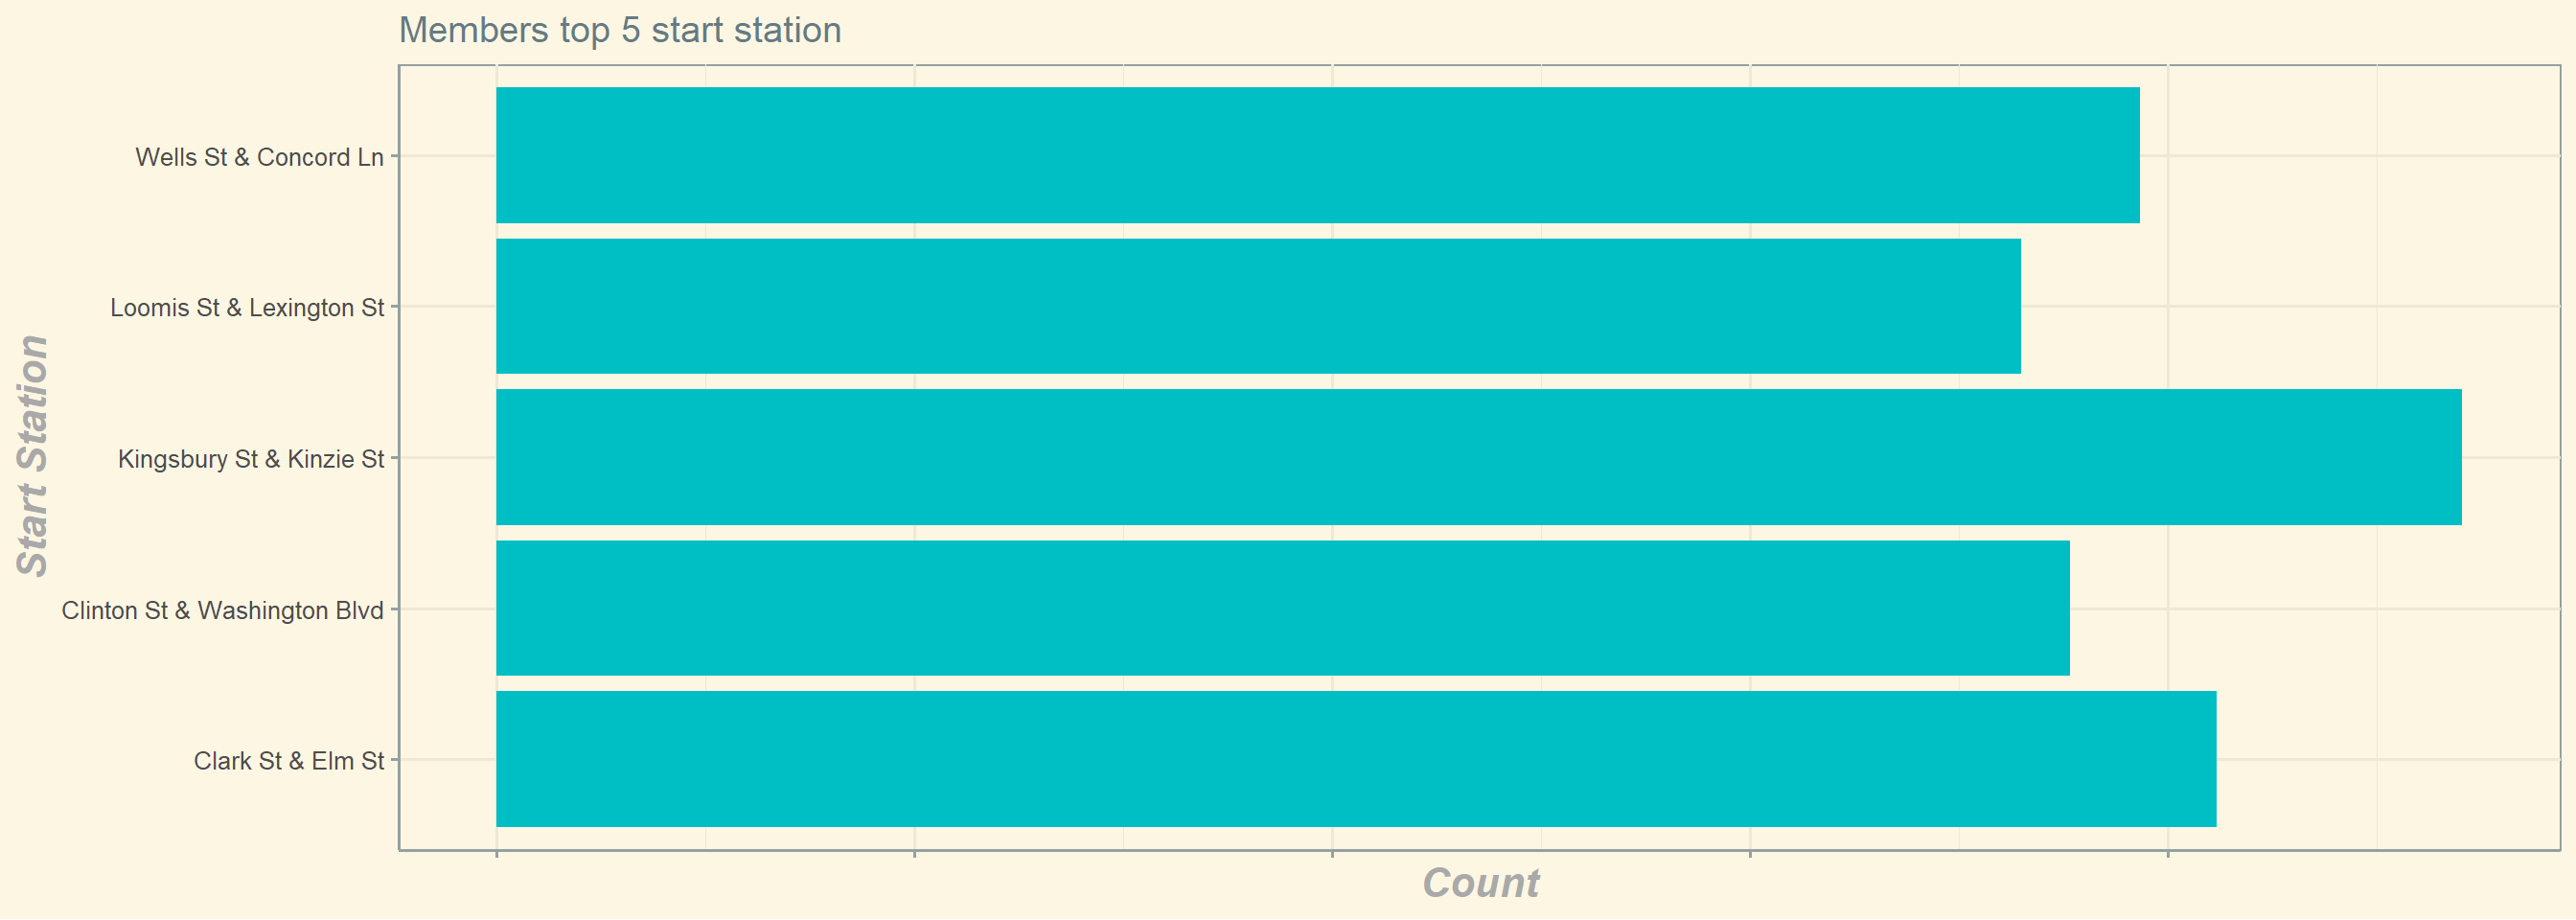 Members top 5 start station
Wells St & Concord Ln
Loomis St & Lexington St
Kingsbury St & Kinzie St
Clinton St & Washington Blvd
Clark St & Elm St
Start Station
Count